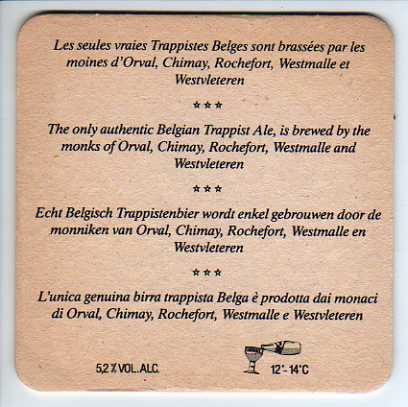 Les seules vraies Trappistes Belges sont brassées par les
moines d'Orval, Chimay, Rochefort, Westmalle et
Westvleteren
☆ ☆ ☆
The only authentic Belgian Trappist Ale, is brewed by the
monks of Orval, Chimay, Rochefort, Westmalle and
Westvleteren
☆ ☆ ☆
Echt Belgisch Trappistenbier wordt enkel gebrouwen door de
monniken van Orval, Chimay, Rochefort, Westmalle en
Westvleteren
☆ ☆ ☆
L'unica genuina birra trappista Belga è prodotta dai monaci
di Orval, Chimay, Rochefort, Westmalle e Westvleteren
5,2 % VOL. ALC. 12°-14°C